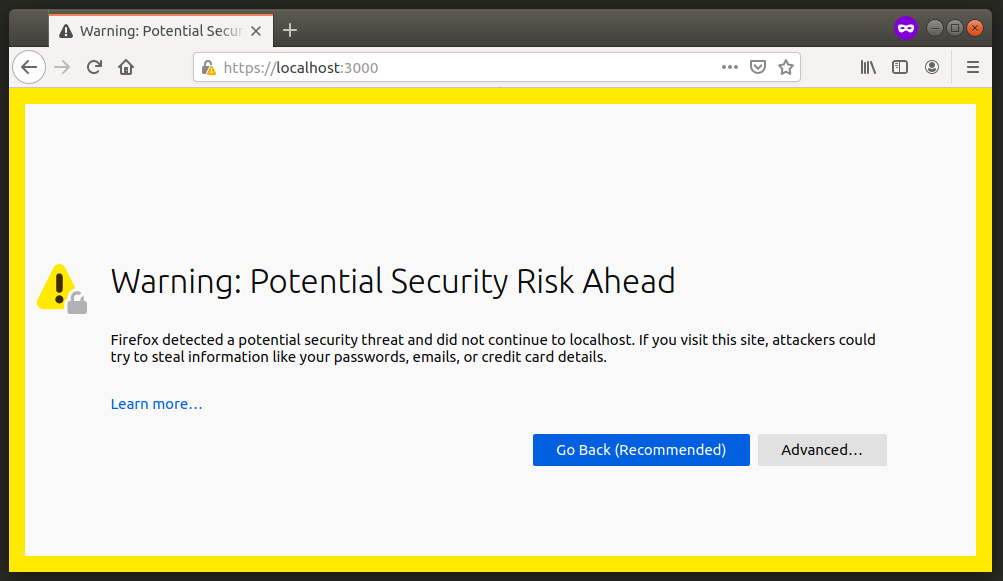 Warning: Potential Secur
https://localhost:3000
Warning: Potential Security Risk Ahead
Firefox detected a potential security threat and did not continue to localhost. If you visit this site, attackers could
try to steal information like your passwords, emails, or credit card details.
Learn more…
Go Back (Recommended) Advanced…